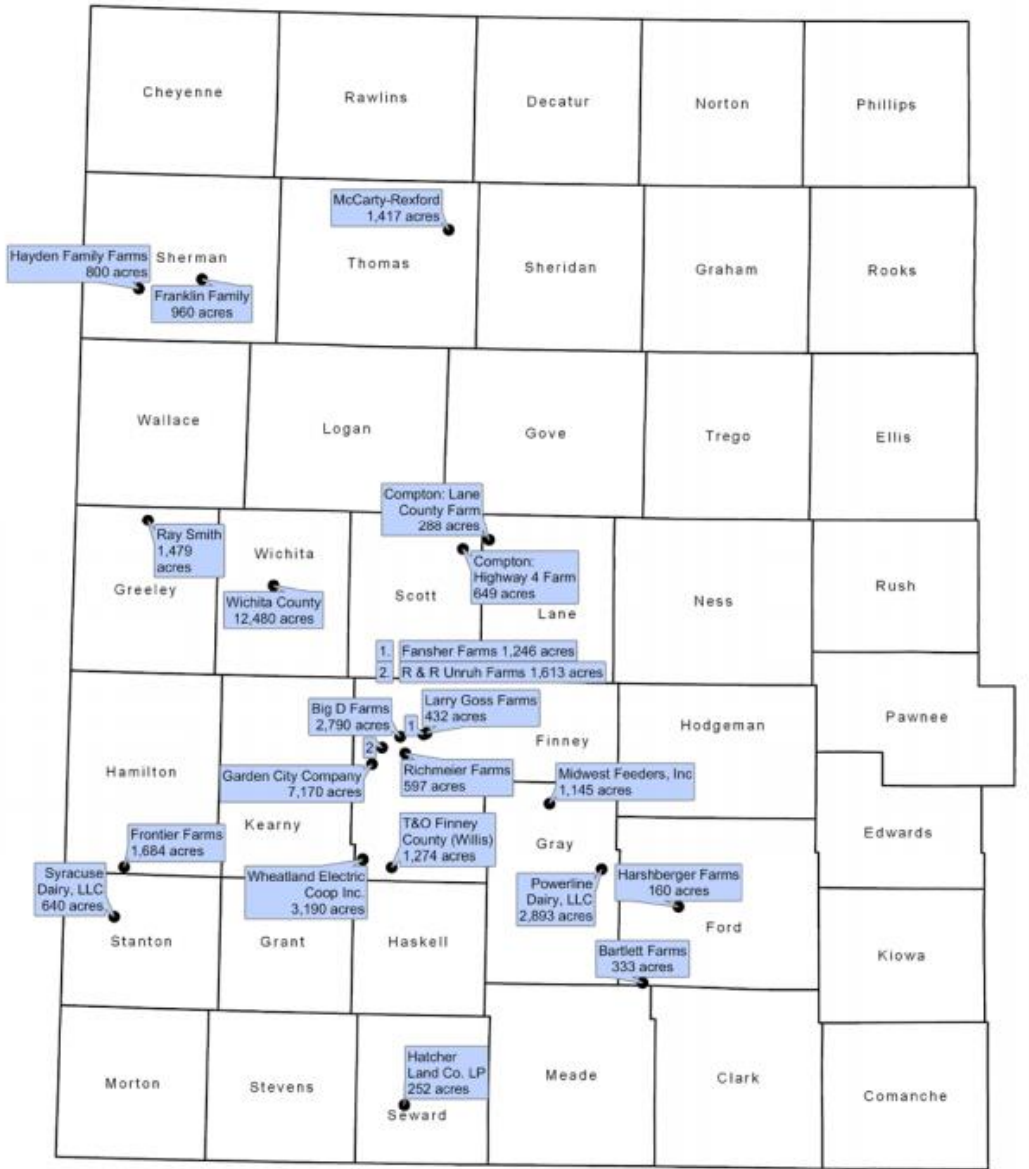 Cheyenne
Rawlins
Decatur
Norton
Phillips
McCarty-Rexford
1,417 acres
Hayden Family Farms
800 acres
Sherman
Franklin Family
960 acres
Thomas
Sheridan
Graham
Rooks
Wallace
Logan
Gove
Trego
Ellis
Ray Smith
1,479
acres
Greeley
Wichita
Wichita County
12,480 acres
Compton: Lane
County Farm
288 acres
Compton:
Highway 4 Farm
649 acres
Scott
Lane
Ness
Rush
1. Fansher Farms 1,246 acres
2. R & R Unruh Farms 1,613 acres
Big D Farms
2,790 acres
1
Larry Goss Farms
432 acres
2
Finney
Hodgeman
Pawnee
Hamilton
Garden City Company
7,170 acres
Richmeier Farms
597 acres
Midwest Feeders, Inc
1,145 acres
Kearny
Frontier Farms
1,684 acres
T&O Finney
County (Willis)
1,274 acres
Gray
Edwards
Syracuse
Dairy, LLC
640 acres
Wheatland Electric
Coop Inc.
3,190 acres
Powerline
Dairy, LLC
2,893 acres
Harshberger Farms
160 acres
Ford
Stanton
Grant
Haskell
Bartlett Farms
333 acres
Kiowa
Hatcher
Land Co. LP
252 acres
Morton
Stevens
Seward
Meade
Clark
Comanche